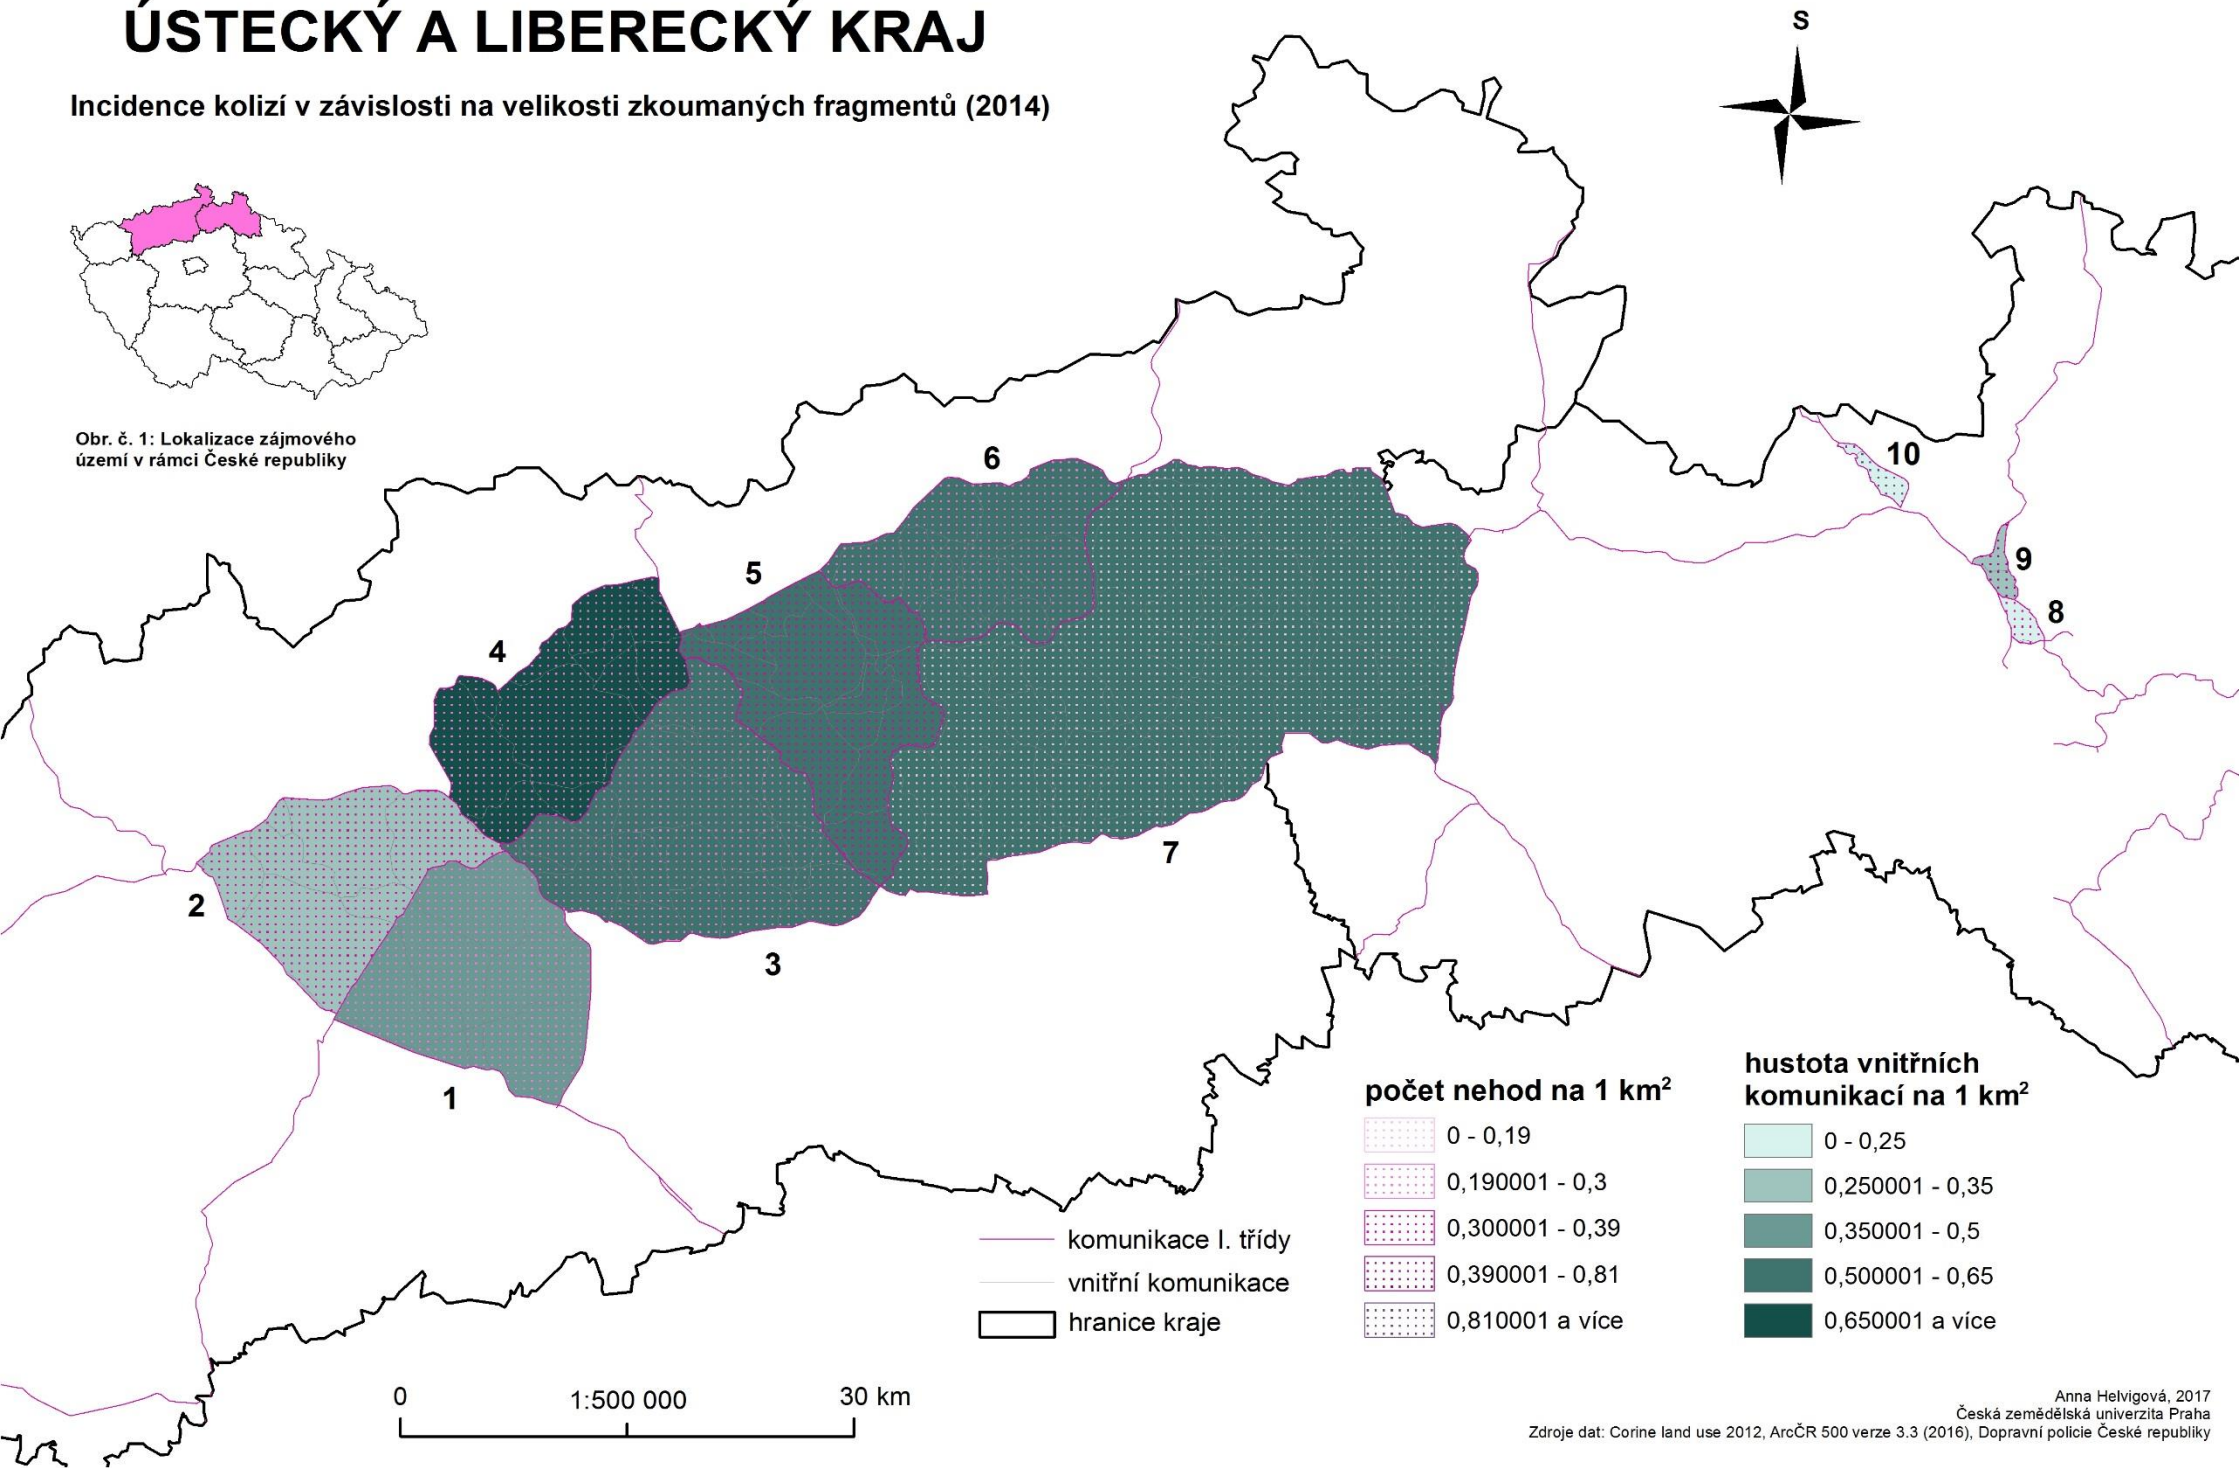 ÚSTECKÝ A LIBERECKÝ KRAJ
Incidence kolizí v závislosti na velikosti zkoumaných fragmentů (2014)
S
Obr. č. 1: Lokalizace zájmového
území v rámci České republiky
10
6
5
9
8
4
7
2
3
1
počet nehod na 1 km²
0 - 0,19
0,190001 - 0,3
0,300001 - 0,39
0,390001 - 0,81
0,810001 a více
hustota vnitřních
komunikací na 1 km²
0 - 0,25
0,250001 - 0,35
0,350001 - 0,5
0,500001 - 0,65
0,650001 a více
komunikace I. třídy
vnitřní komunikace
hranice kraje
0 1:500 000 30 km
Anna Helvigová, 2017
Česká zemědělská univerzita Praha
Zdroje dat: Corine land use 2012, ArcČR 500 verze 3.3 (2016), Dopravní policie České republiky